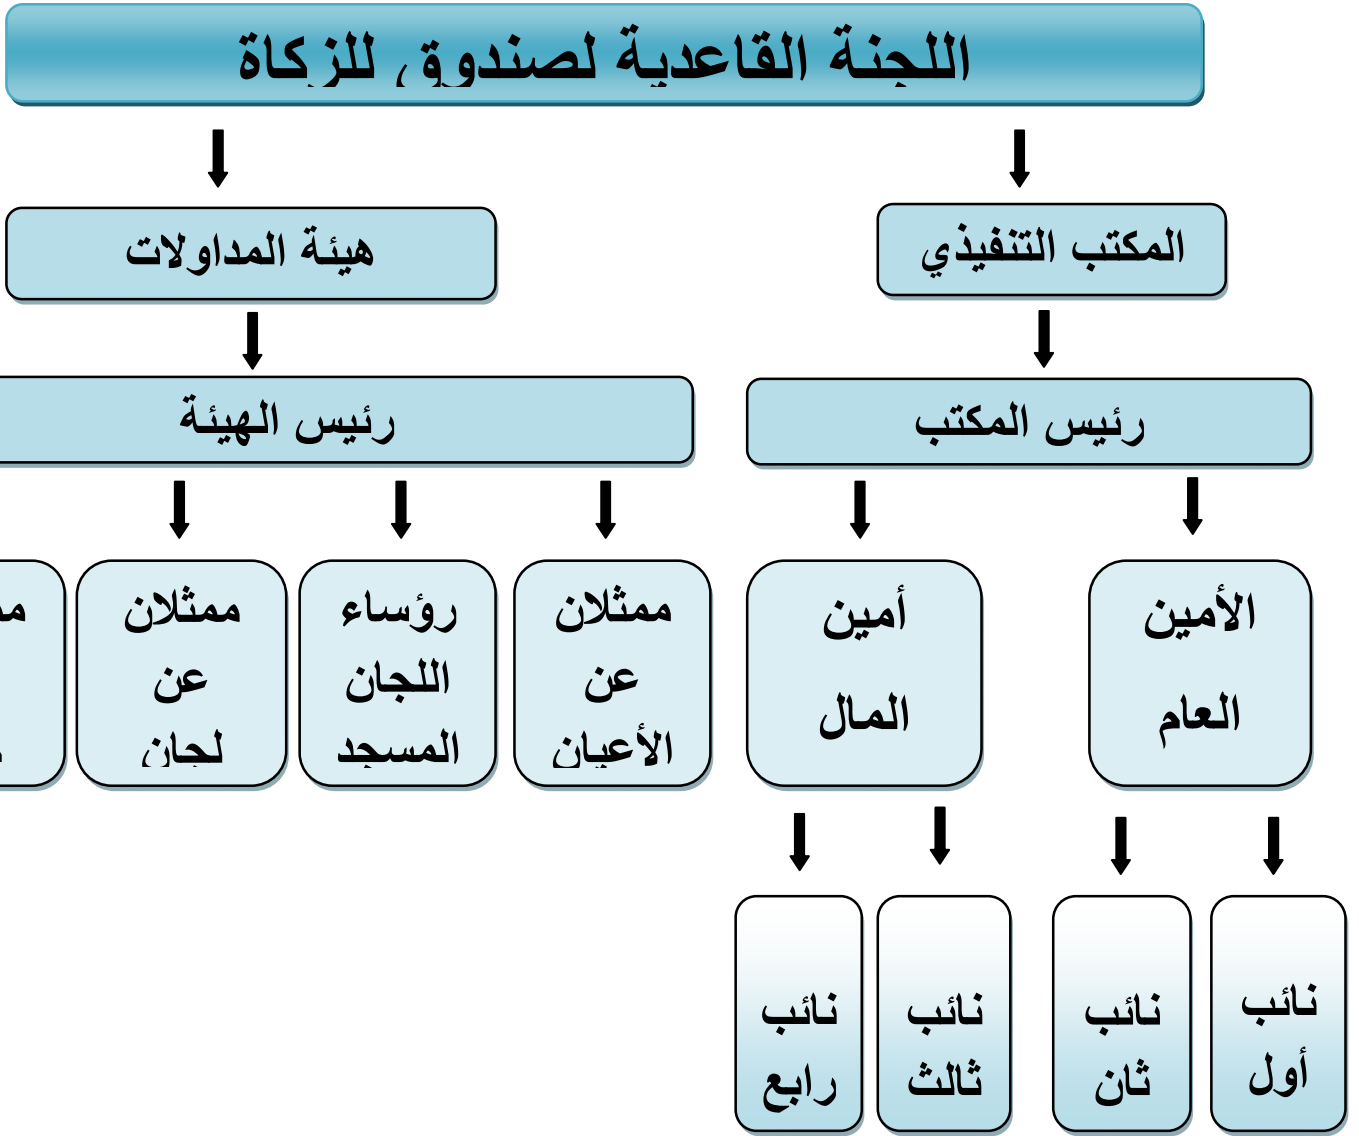 اللجنة القاعدية لصندوق للزكاة
المكتب التنفيذي
هيئة المداولات
رئيس المكتب
رئيس الهيئة
الأمين
العام
أمين
المال
ممثلان
عن
الأعيان
رؤساء
اللجان
المسجد
ممثلان
عن
لجان
نائب
أول
نائب
ثان
نائب
ثالث
نائب
رابع